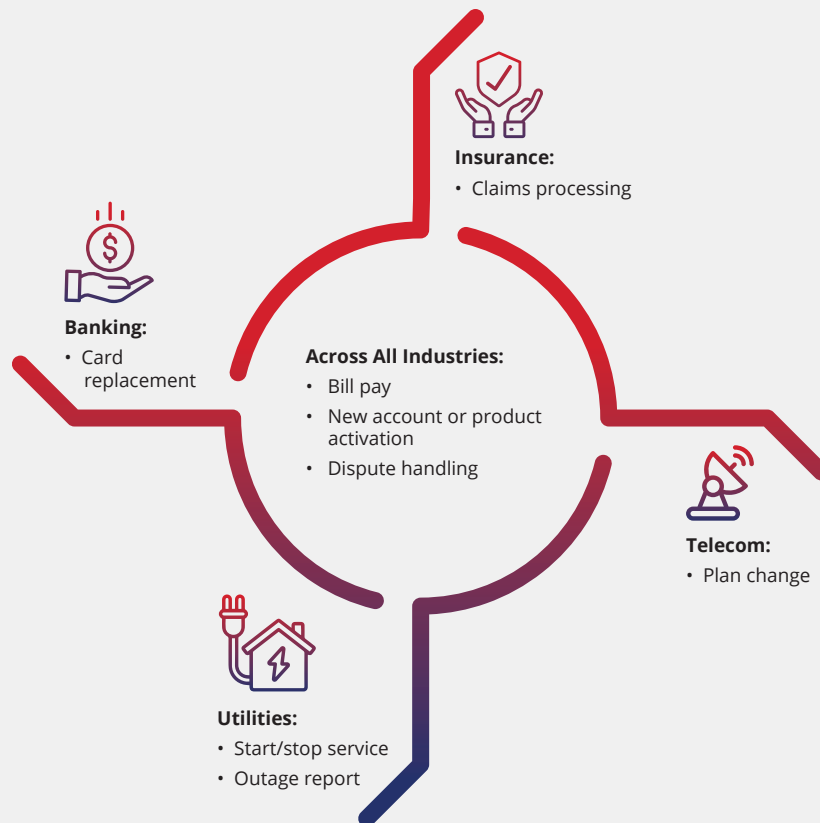 Insurance:
• Claims processing
Banking:
• Card
replacement
Across All Industries:
• Bill pay
• New account or product
activation
• Dispute handling
Telecom:
• Plan change
Utilities:
• Start/stop service
• Outage report
$